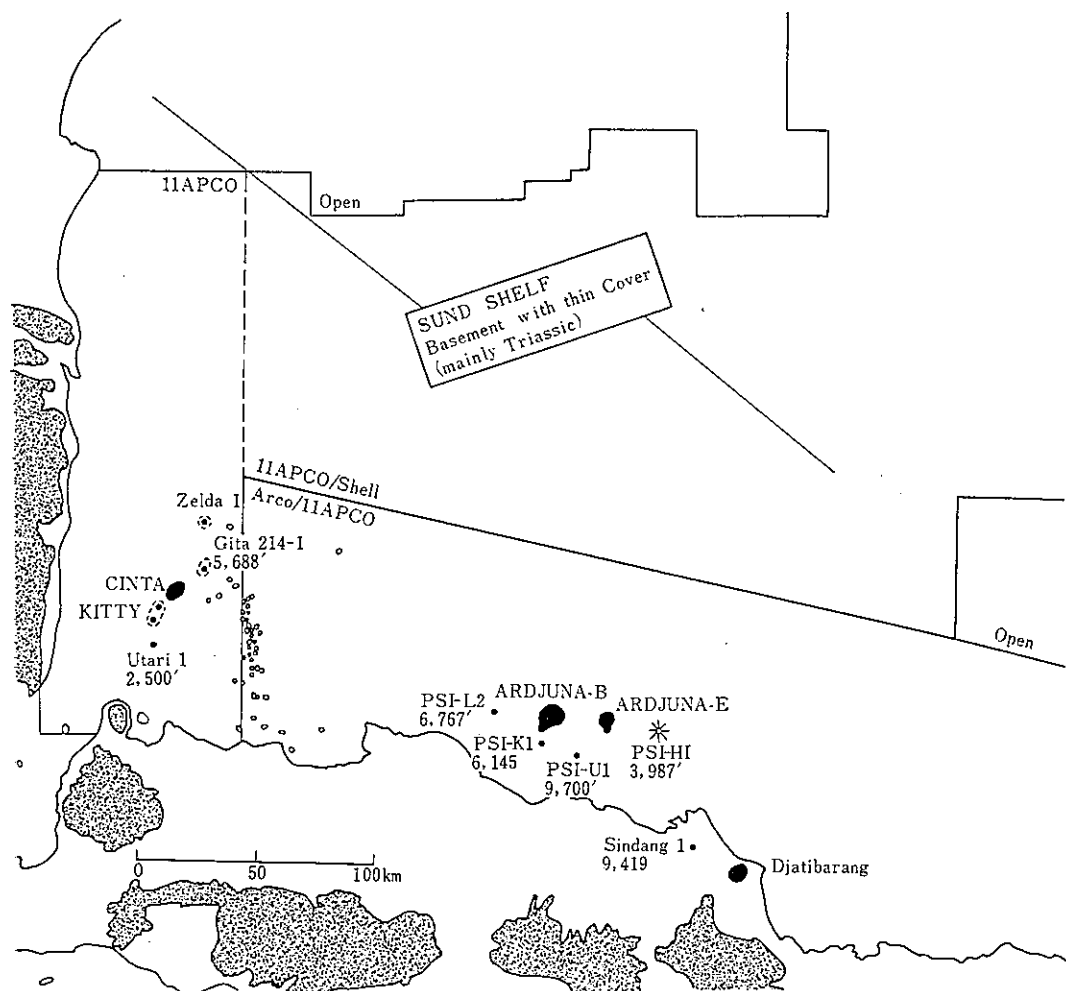 11APCO
Open
SUND SHELF
Basement with thin Cover
(mainly Triassic)
11APCO/Shell
Arco/11APCO
Zelda I
Gita 214-I
5,688′
CINTA
KITTY
Utari 1
2,500′
Open
PSI-L2
6,767′
ARDJUNA-B
ARDJUNA-E
PSI-K1
6,145
PSI-U1
9,700′
PSI-HI
3,987′
Sindang 1
9,419
Djatibarang
0 50 100km